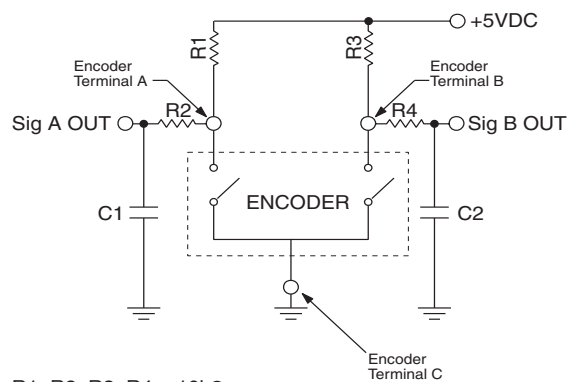 +5VDC
R1
R3
Encoder
Terminal A
Encoder
Terminal B
R2
R4
Sig A OUT
Sig B OUT
ENCODER
C1
C2
Encoder
Terminal C